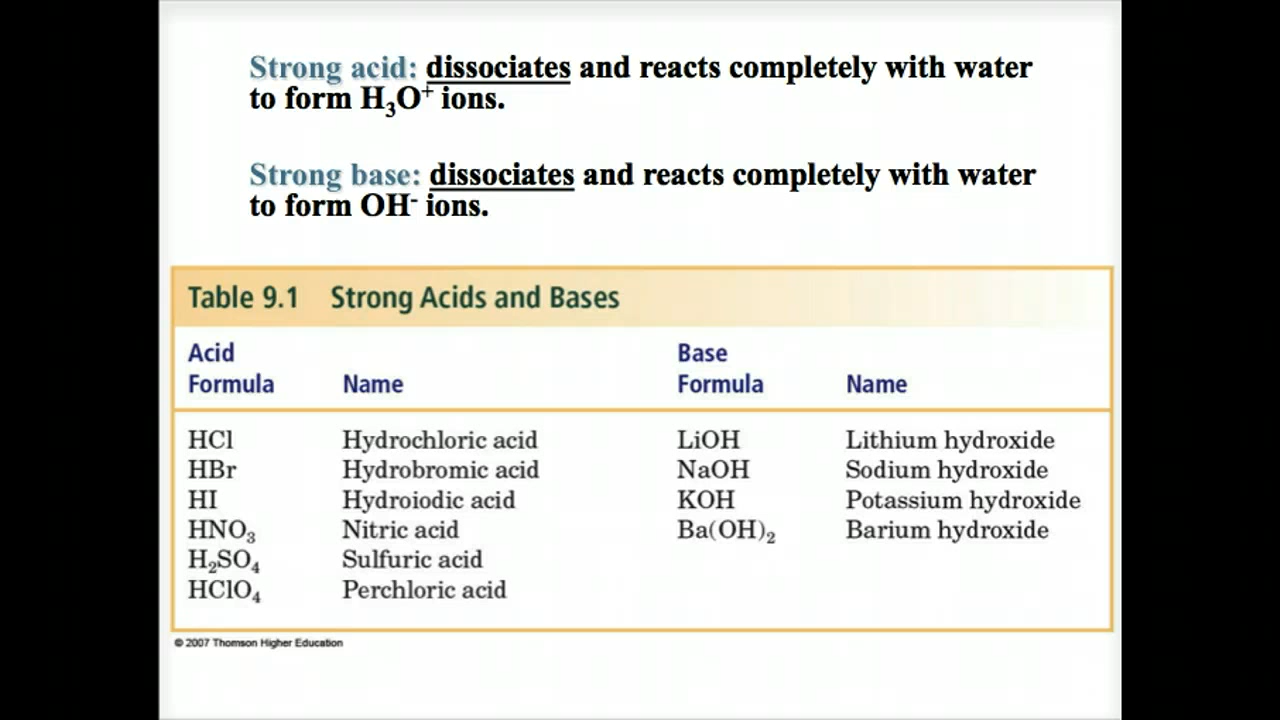 Strong acid: dissociates and reacts completely with water
to form H₃O⁺ ions.
Strong base: dissociates and reacts completely with water
to form OH⁻ ions.
Table 9.1 Strong Acids and Bases
Acid Base
Formula Name Formula Name
HCl Hydrochloric acid LiOH Lithium hydroxide
HBr Hydrobromic acid NaOH Sodium hydroxide
HI Hydroiodic acid KOH Potassium hydroxide
HNO₃ Nitric acid Ba(OH)₂ Barium hydroxide
H₂SO₄ Sulfuric acid
HClO₄ Perchloric acid
© 2007 Thomson Higher Education